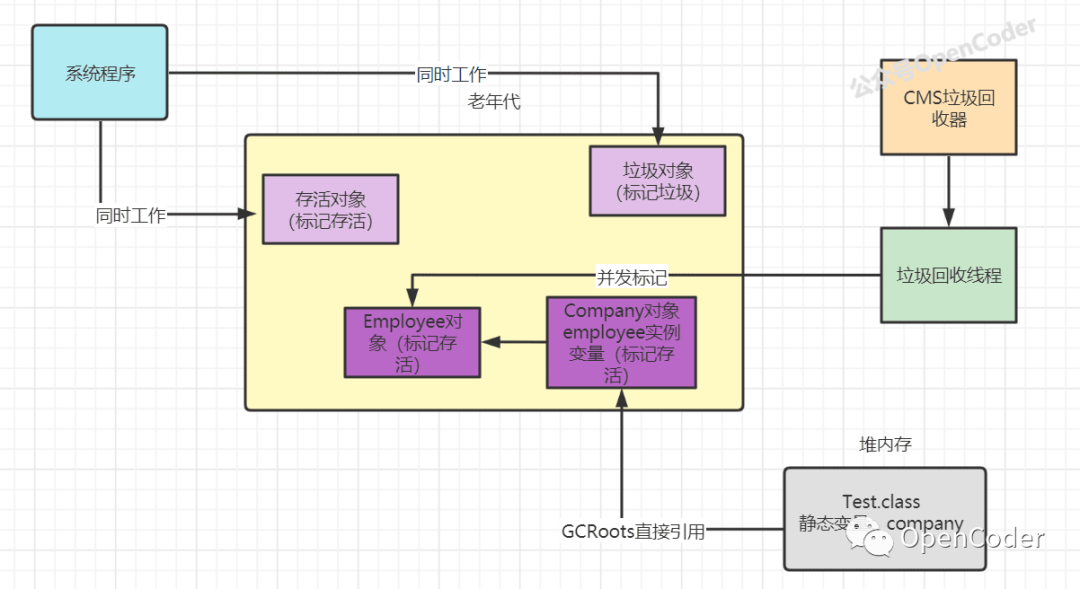 公众号OpenCoder
系统程序
同时工作
老年代
CMS垃圾回
收器
垃圾对象
(标记垃圾)
存活对象
(标记存活)
同时工作
并发标记
垃圾回收线程
Employee对
象（标记存
活）
Company对象
employee实例
变量（标记存
活）
堆内存
Test.class
静态变 company
GCRoots直接引用
OpenCoder